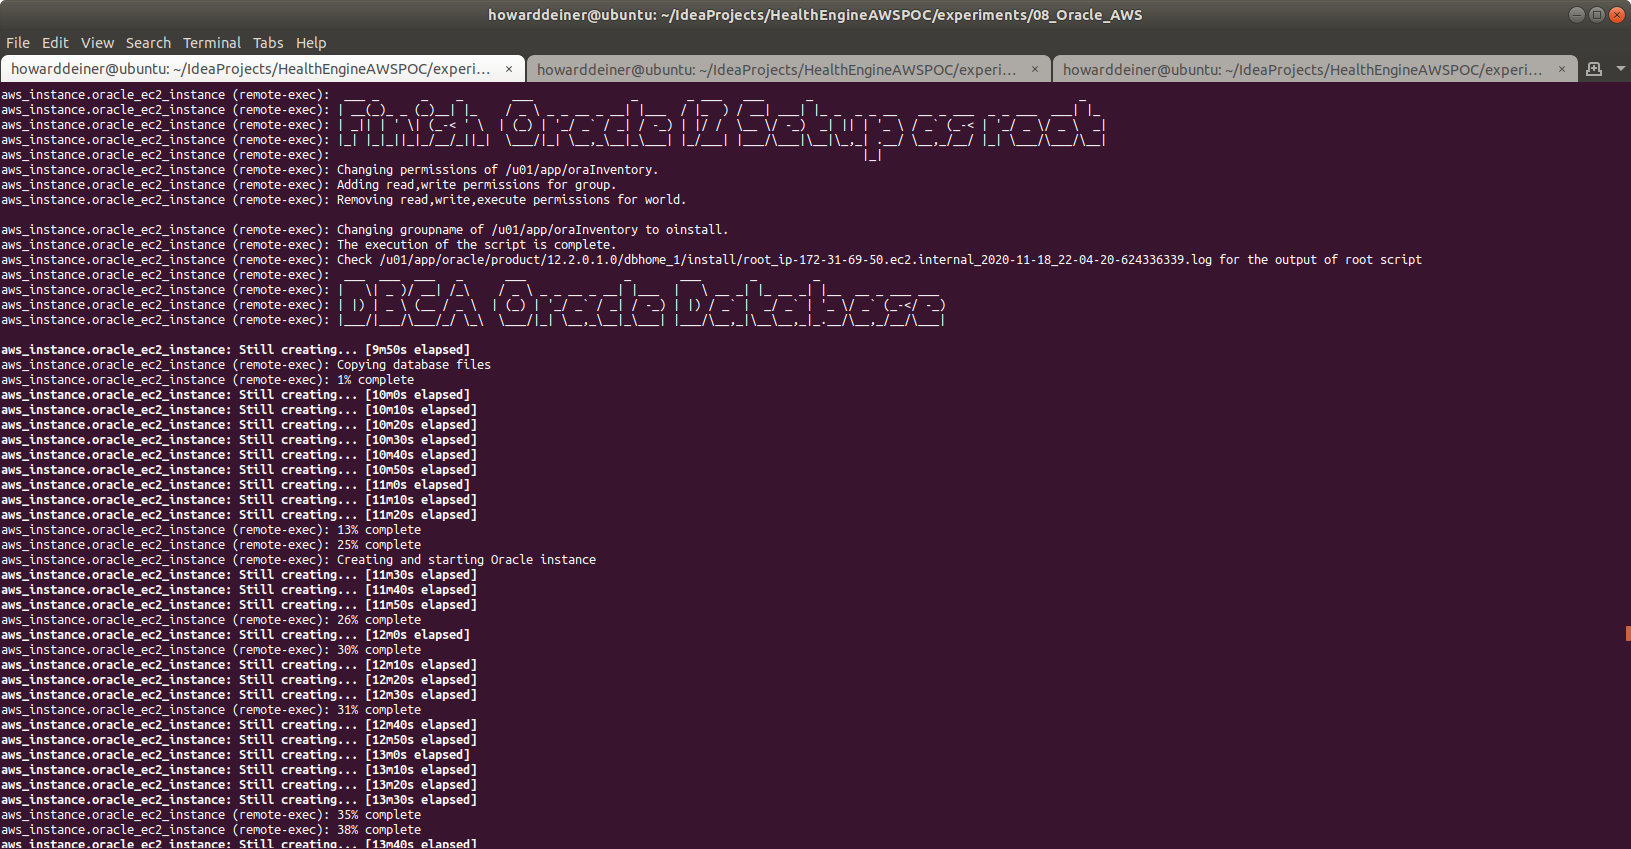 howarddeiner@ubuntu: ~/IdeaProjects/HealthEngineAWSPOC/experiments/08_Oracle_AWS
File Edit View Search Terminal Tabs Help
howarddeiner@ubuntu: ~/IdeaProjects/HealthEngineAWSPOC/experi... × howarddeiner@ubuntu: ~/IdeaProjects/HealthEngineAWSPOC/experi... × howarddeiner@ubuntu: ~/IdeaProjects/HealthEngineAWSPOC/experi... ×
aws_instance.oracle_ec2_instance (remote-exec):
aws_instance.oracle_ec2_instance (remote-exec): Finish Oracle 12 Setup as root
aws_instance.oracle_ec2_instance (remote-exec):
aws_instance.oracle_ec2_instance (remote-exec):
aws_instance.oracle_ec2_instance (remote-exec):
aws_instance.oracle_ec2_instance (remote-exec): Changing permissions of /u01/app/oraInventory.
aws_instance.oracle_ec2_instance (remote-exec): Adding read,write permissions for group.
aws_instance.oracle_ec2_instance (remote-exec): Removing read,write,execute permissions for world.
aws_instance.oracle_ec2_instance (remote-exec): Changing groupname of /u01/app/oraInventory to oinstall.
aws_instance.oracle_ec2_instance (remote-exec): The execution of the script is complete.
aws_instance.oracle_ec2_instance (remote-exec): Check /u01/app/oracle/product/12.2.0.1.0/dbhome_1/install/root_ip-172-31-69-50.ec2.internal_2020-11-18_22-04-20-624336339.log for the output of root script
aws_instance.oracle_ec2_instance (remote-exec):
aws_instance.oracle_ec2_instance (remote-exec): DBCA Oracle Database
aws_instance.oracle_ec2_instance (remote-exec):
aws_instance.oracle_ec2_instance (remote-exec):
aws_instance.oracle_ec2_instance: Still creating... [9m50s elapsed]
aws_instance.oracle_ec2_instance (remote-exec): Copying database files
aws_instance.oracle_ec2_instance (remote-exec): 1% complete
aws_instance.oracle_ec2_instance: Still creating... [10m0s elapsed]
aws_instance.oracle_ec2_instance: Still creating... [10m10s elapsed]
aws_instance.oracle_ec2_instance: Still creating... [10m20s elapsed]
aws_instance.oracle_ec2_instance: Still creating... [10m30s elapsed]
aws_instance.oracle_ec2_instance: Still creating... [10m40s elapsed]
aws_instance.oracle_ec2_instance: Still creating... [10m50s elapsed]
aws_instance.oracle_ec2_instance: Still creating... [11m0s elapsed]
aws_instance.oracle_ec2_instance: Still creating... [11m10s elapsed]
aws_instance.oracle_ec2_instance: Still creating... [11m20s elapsed]
aws_instance.oracle_ec2_instance (remote-exec): 13% complete
aws_instance.oracle_ec2_instance (remote-exec): 25% complete
aws_instance.oracle_ec2_instance (remote-exec): Creating and starting Oracle instance
aws_instance.oracle_ec2_instance: Still creating... [11m30s elapsed]
aws_instance.oracle_ec2_instance: Still creating... [11m40s elapsed]
aws_instance.oracle_ec2_instance: Still creating... [11m50s elapsed]
aws_instance.oracle_ec2_instance (remote-exec): 26% complete
aws_instance.oracle_ec2_instance: Still creating... [12m0s elapsed]
aws_instance.oracle_ec2_instance (remote-exec): 30% complete
aws_instance.oracle_ec2_instance: Still creating... [12m10s elapsed]
aws_instance.oracle_ec2_instance: Still creating... [12m20s elapsed]
aws_instance.oracle_ec2_instance: Still creating... [12m30s elapsed]
aws_instance.oracle_ec2_instance (remote-exec): 31% complete
aws_instance.oracle_ec2_instance: Still creating... [12m40s elapsed]
aws_instance.oracle_ec2_instance: Still creating... [12m50s elapsed]
aws_instance.oracle_ec2_instance: Still creating... [13m0s elapsed]
aws_instance.oracle_ec2_instance: Still creating... [13m10s elapsed]
aws_instance.oracle_ec2_instance: Still creating... [13m20s elapsed]
aws_instance.oracle_ec2_instance: Still creating... [13m30s elapsed]
aws_instance.oracle_ec2_instance (remote-exec): 35% complete
aws_instance.oracle_ec2_instance (remote-exec): 38% complete
aws_instance.oracle_ec2_instance: Still creating... [13m40s elapsed]